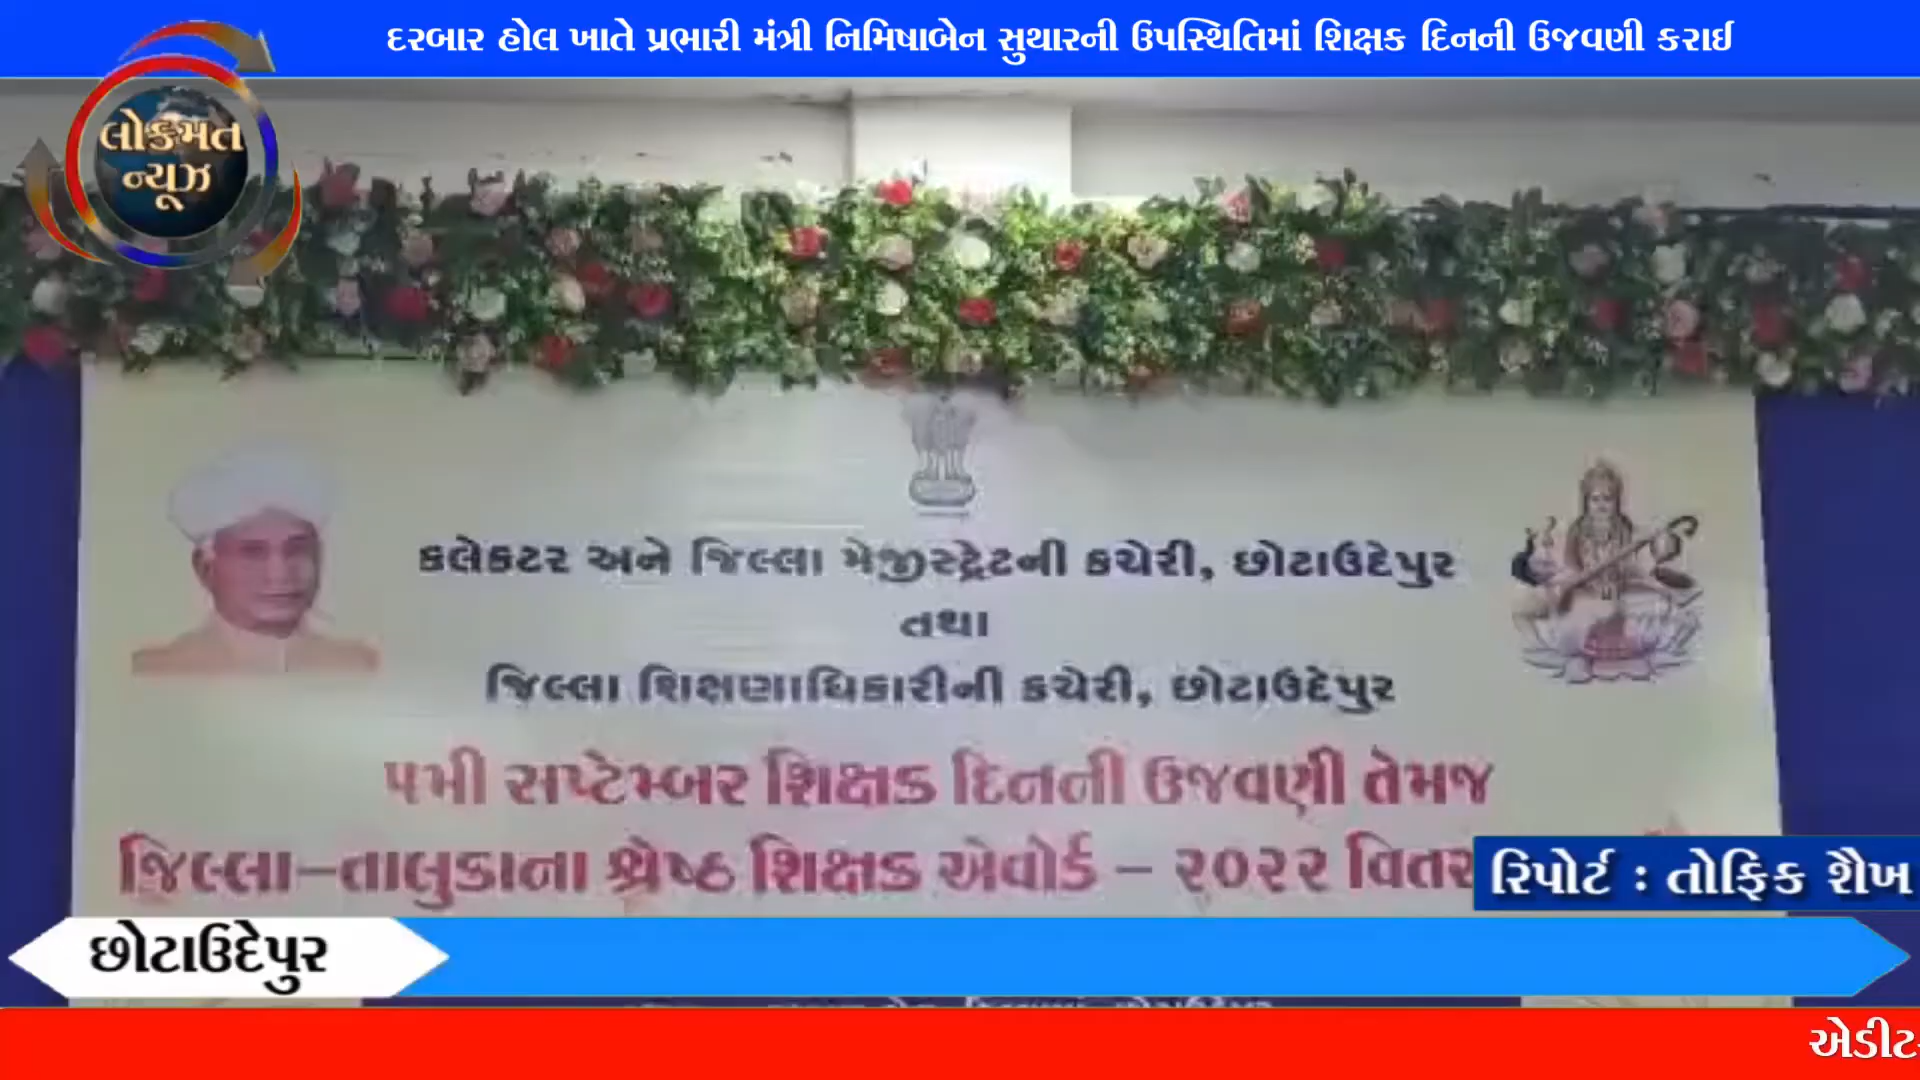 દરબાર હોલ ખાતે પ્રભારી મંત્રી નિમિષાબેન સુથારની ઉપસ્થિતિમાં શિક્ષક દિનની ઉજવણી કરાઈ
લોકમત
ન્યૂઝ
કલેકટર અને જિલ્લા મેજીસ્ટ્રેટની કચેરી, છોટાઉદેપુર
તથા
જિલ્લા શિક્ષણાધિકારીની કચેરી, છોટાઉદેપુર
૫મી સપ્ટેમ્બર શિક્ષક દિનની ઉજવણી તેમજ
જિલ્લા–તાલુકાના શ્રેષ્ઠ શિક્ષક એવોર્ડ – ૨૦૨૨ વિતર
રિપોર્ટ : તોફિક શૈખ
છોટાઉદેપુર
એડીટ